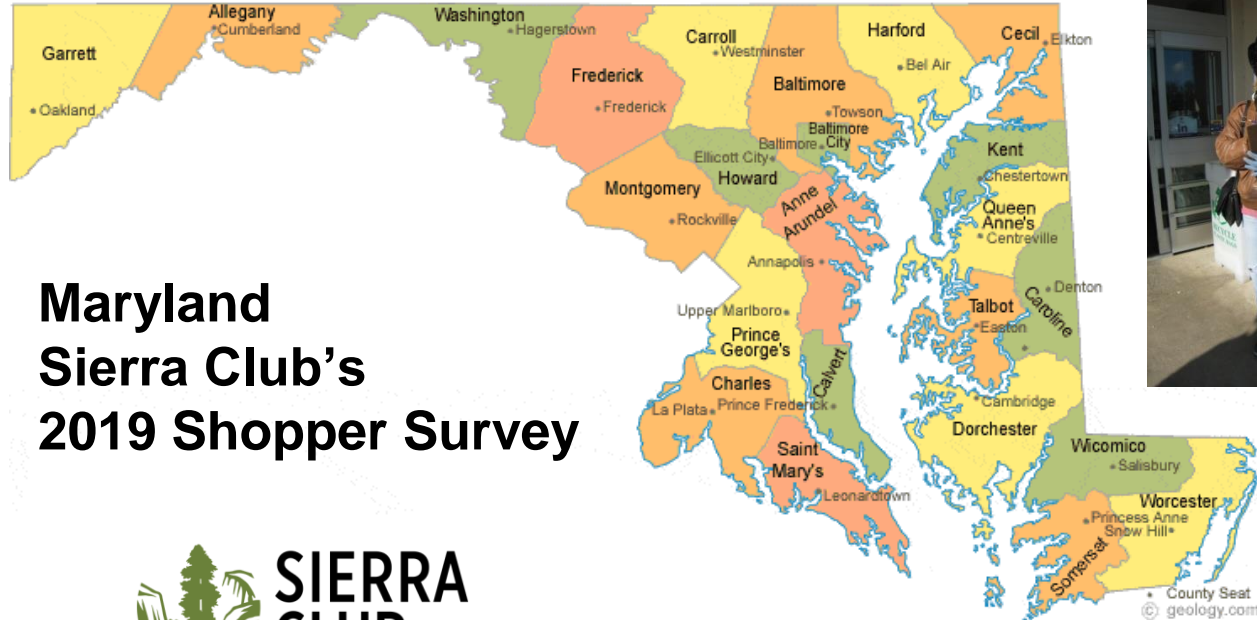 Allegany
Cumberland
Washington
Hagerstown
Garrett
Oakland
Frederick
Frederick
Carroll
Westminster
Harford
Bel Air
Cecil
Elkton
Baltimore
Towson
Baltimore
City
Baltimore
Ellicott City
Howard
Kent
Chestertown
Montgomery
Rockville
Anne
Arundel
Annapolis
Queen
Anne's
Centreville
Denton
Caroline
Talbot
Easton
Upper Marlboro
Prince
George's
Calvert
Charles
La Plata
Prince Frederick
Cambridge
Dorchester
Saint
Mary's
Leonardtown
Wicomico
Salisbury
Worcester
Princess Anne
Snow Hill
Somerset
County Seat
© geology.com
Maryland
Sierra Club's
2019 Shopper Survey
SIERRA
CLUB